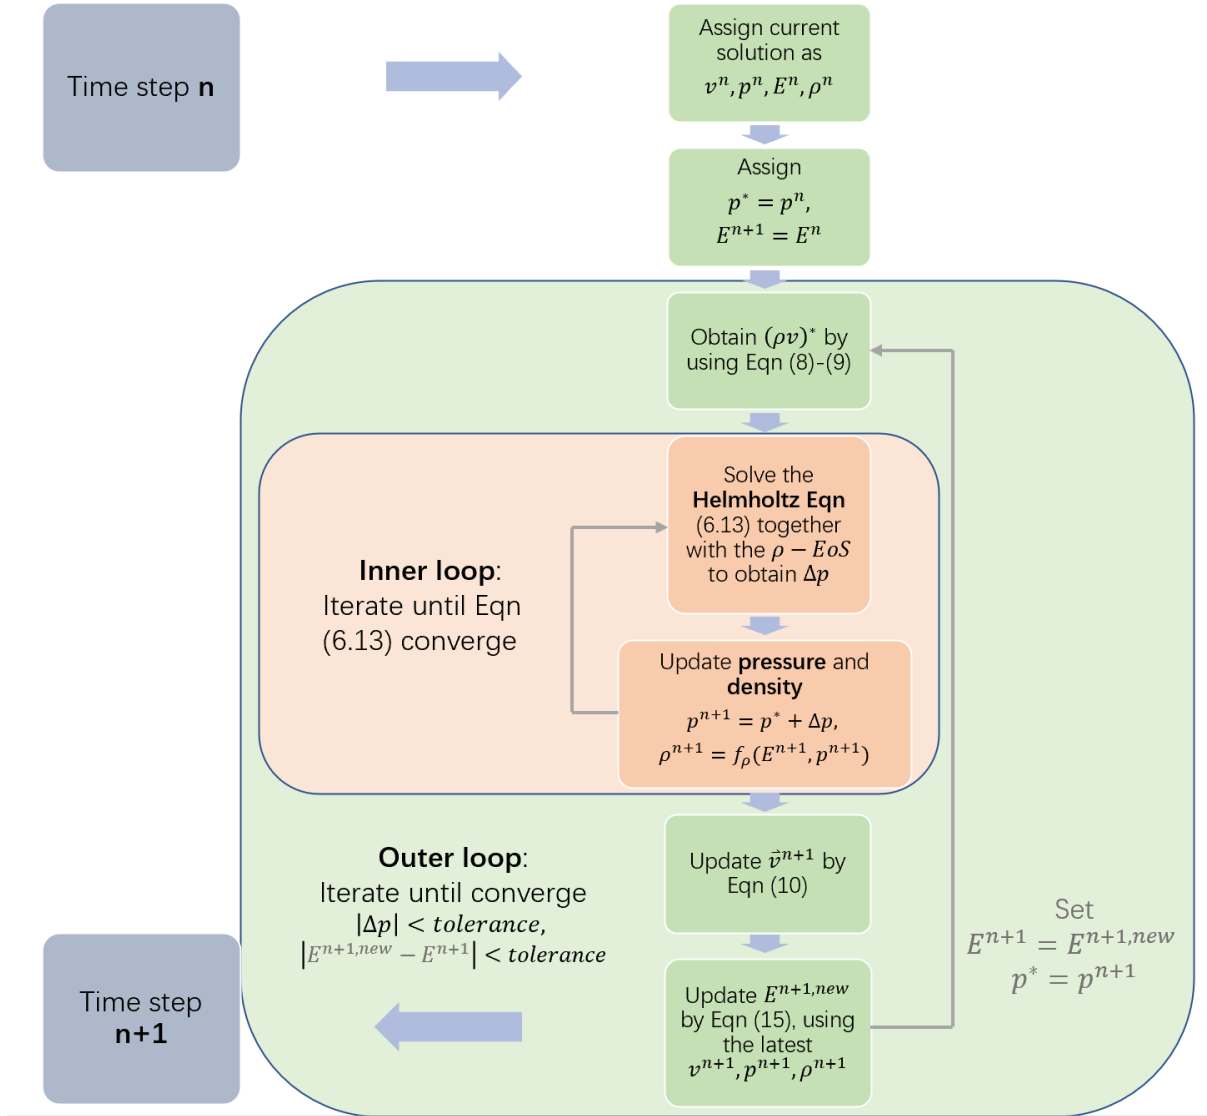 Time step n
Assign current
solution as
vⁿ, pⁿ, Eⁿ, ρⁿ
Assign
p* = pⁿ,
Eⁿ⁺¹ = Eⁿ
Obtain (ρv)* by
using Eqn (8)-(9)
Solve the
Helmholtz Eqn
(6.13) together
with the ρ − EoS
to obtain Δp
Inner loop:
Iterate until Eqn
(6.13) converge
Update pressure and
density
pⁿ⁺¹ = p* + Δp,
ρⁿ⁺¹ = f_ρ(Eⁿ⁺¹, pⁿ⁺¹)
Update v⃗ⁿ⁺¹ by
Eqn (10)
Outer loop:
Iterate until converge
|Δp| < tolerance,
|Eⁿ⁺¹,ⁿᵉʷ − Eⁿ⁺¹| < tolerance
Set
Eⁿ⁺¹ = Eⁿ⁺¹,ⁿᵉʷ
p* = pⁿ⁺¹
Update Eⁿ⁺¹,ⁿᵉʷ
by Eqn (15), using
the latest
vⁿ⁺¹, pⁿ⁺¹, ρⁿ⁺¹
Time step
n+1